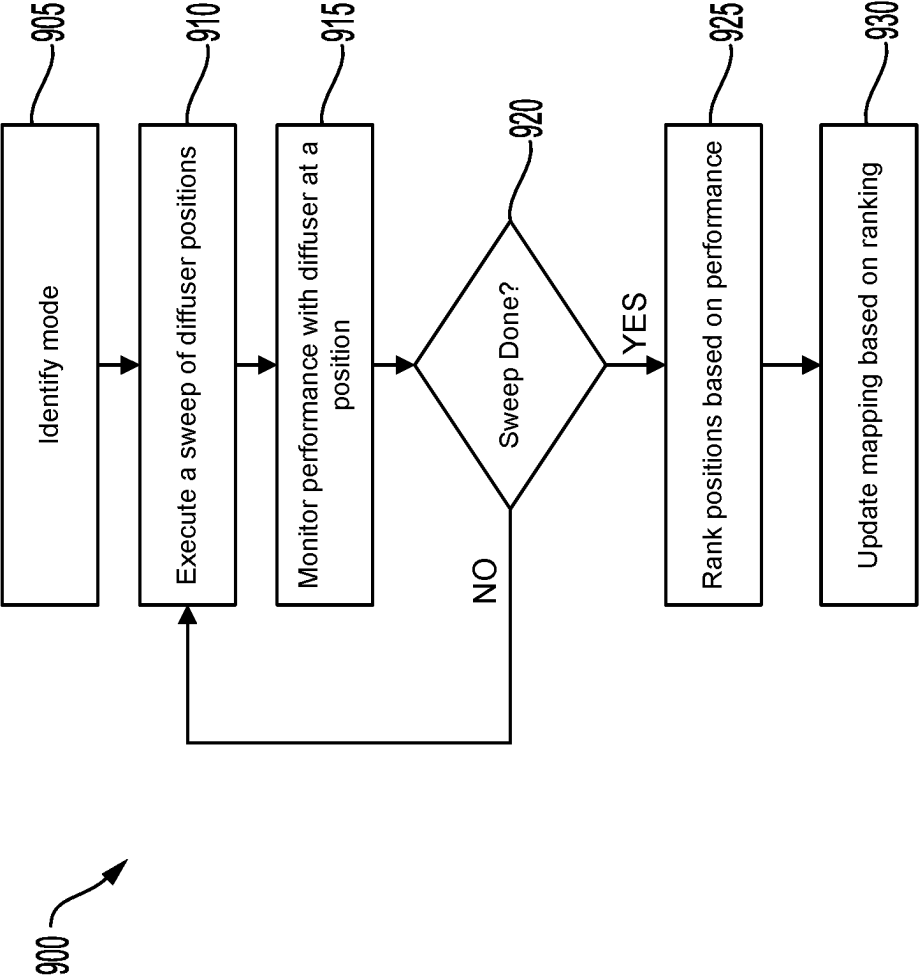 900
905
Identify mode
910
Execute a sweep of diffuser positions
915
Monitor performance with diffuser at a
position
920
Sweep Done?
NO
YES
925
Rank positions based on performance
930
Update mapping based on ranking